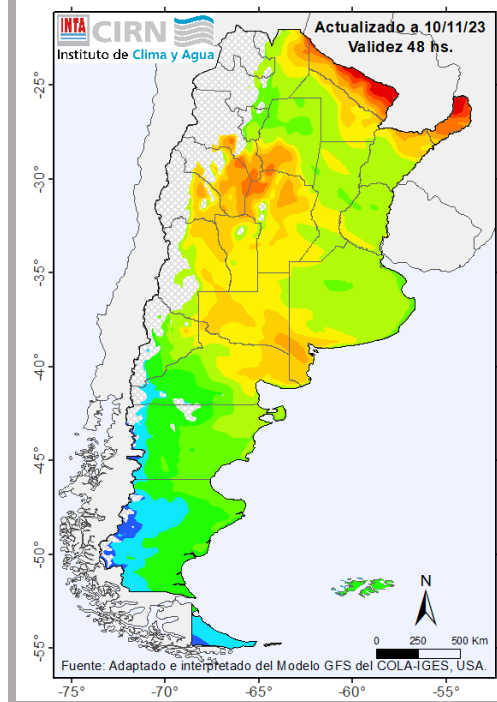 INTA CIRN
Instituto de Clima y Agua
Actualizado a 10/11/23
Validez 48 hs.
-25°
-30°
-35°
-40°
-45°
-50°
-55°
N
0 250 500 Km
Fuente: Adaptado e interpretado del Modelo GFS del COLA-IGES, USA.
-75° -70° -65° -60° -55°